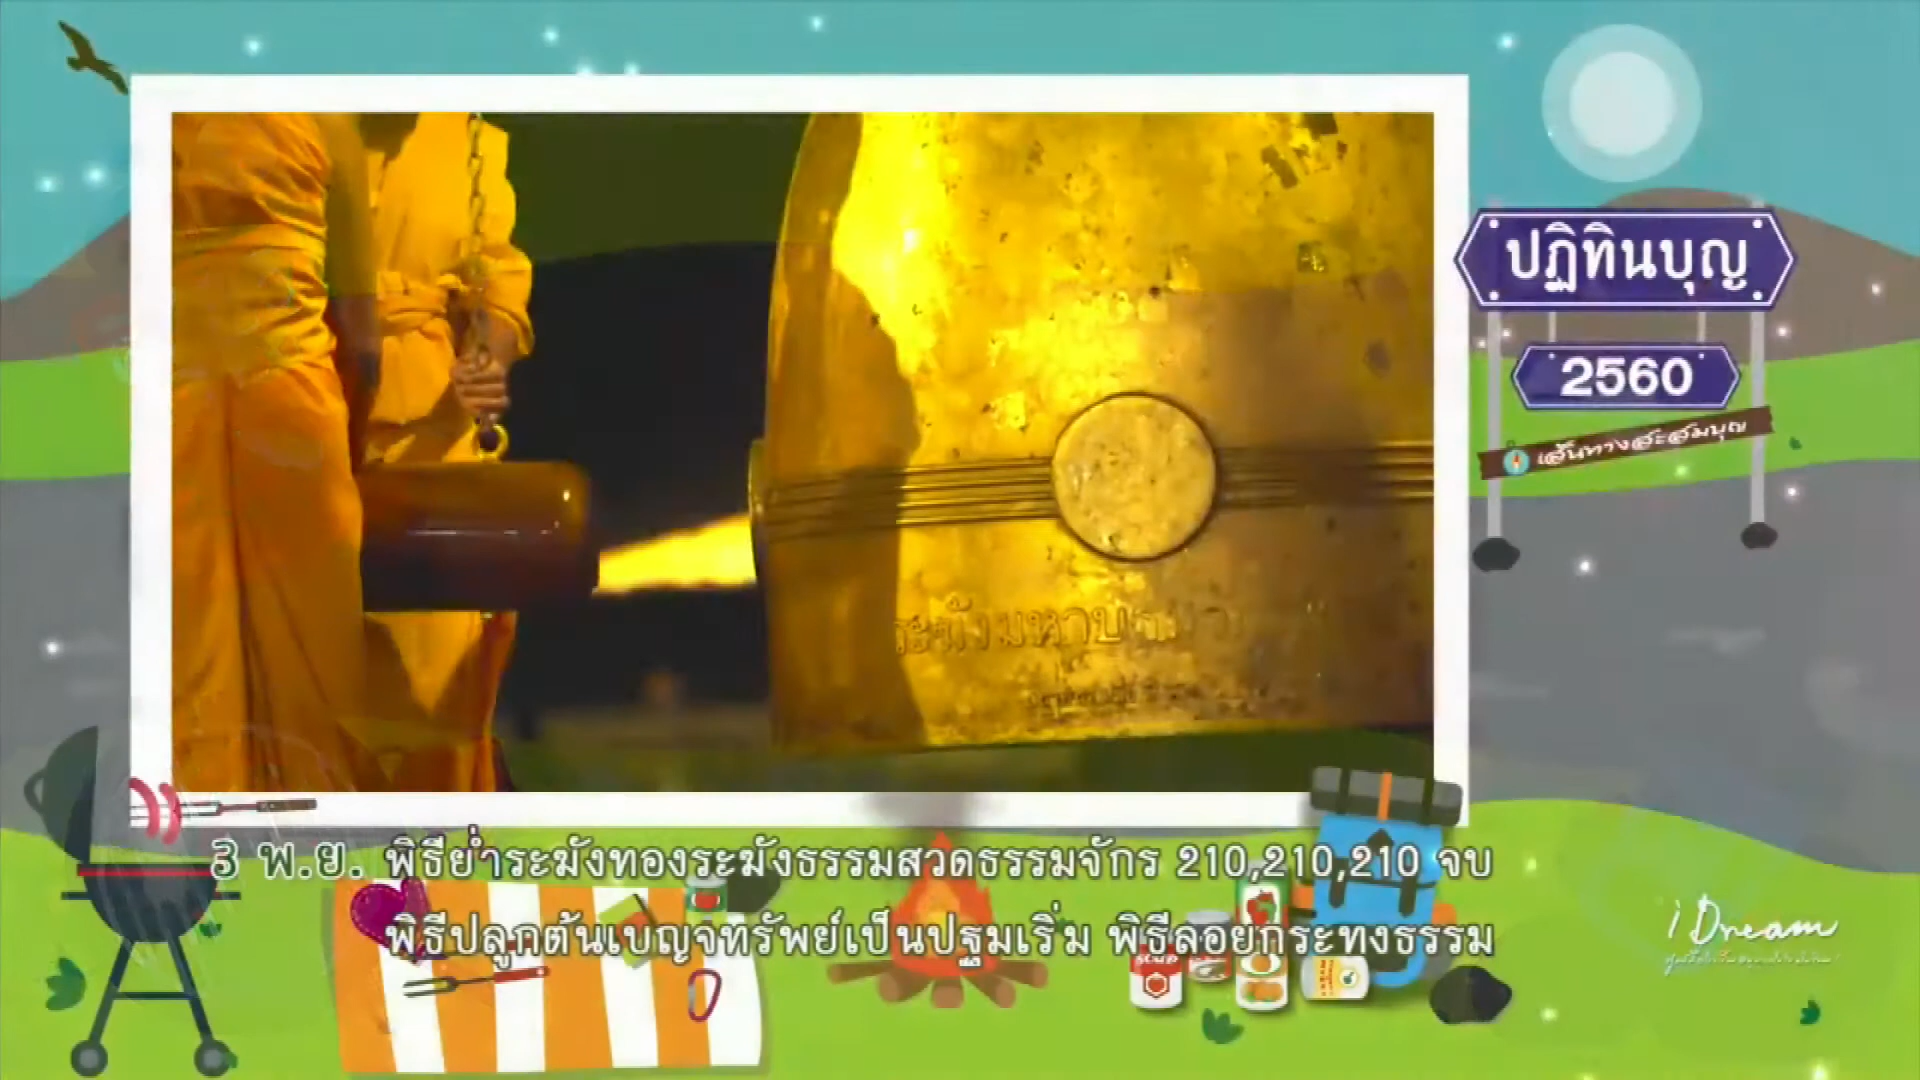 ปฏิทินบุญ
2560
เส้นทางสะสมบุญ
3 พ.ย. พิธีย่ำระฆังทองระฆังธรรมสวดธรรมจักร 210,210,210 จบ
พิธีปลูกต้นเบญจทรัพย์เป็นปฐมเริ่ม พิธีลอยกระทงธรรม
SOUP
i Dream